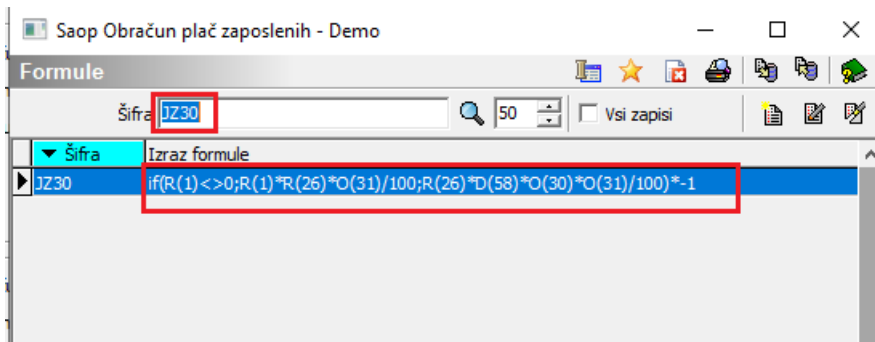 Saop Obračun plač zaposlenih - Demo
Formule
Šifra JZ30 50 Vsi zapisi
Šifra Izraz formule
JZ30 if(R(1)<>0;R(1)*R(26)*O(31)/100;R(26)*D(58)*O(30)*O(31)/100)*-1